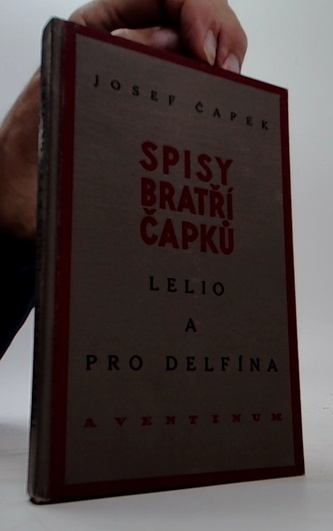 JOSEF ČAPEK
SPISY
BRATŘÍ
ČAPKŮ
LELIO
A
PRO DELFÍNA
AVENTINUM